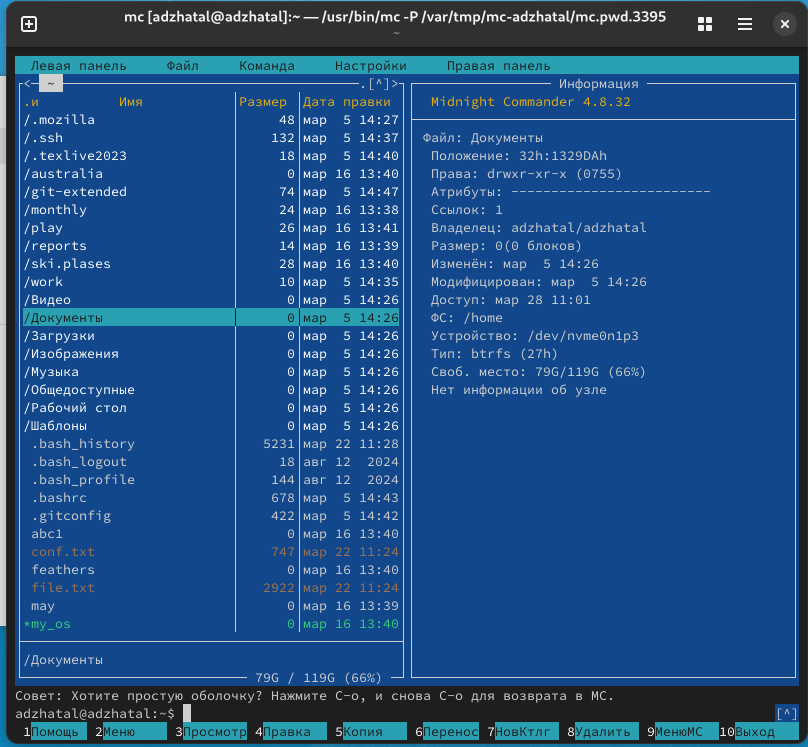 mc [adzhatal@adzhatal]:~ — /usr/bin/mc -P /var/tmp/mc-adzhatal/mc.pwd.3395
~
Левая панель Файл Команда Настройки Правая панель
<─ ~ ─.[^]>
.и Имя Размер Дата правки
/.mozilla 48 мар 5 14:27
/.ssh 132 мар 5 14:37
/.texlive2023 18 мар 5 14:40
/australia 0 мар 16 13:40
/git-extended 74 мар 5 14:47
/monthly 24 мар 16 13:38
/play 26 мар 16 13:41
/reports 14 мар 16 13:39
/ski.plases 28 мар 16 13:40
/work 10 мар 5 14:35
/Видео 0 мар 5 14:26
/Документы 0 мар 5 14:26
/Загрузки 0 мар 5 14:26
/Изображения 0 мар 5 14:26
/Музыка 0 мар 5 14:26
/Общедоступные 0 мар 5 14:26
/Рабочий стол 0 мар 5 14:26
/Шаблоны 0 мар 5 14:26
.bash_history 5231 мар 22 11:28
.bash_logout 18 авг 12 2024
.bash_profile 144 авг 12 2024
.bashrc 678 мар 5 14:43
.gitconfig 422 мар 5 14:42
abc1 0 мар 16 13:40
conf.txt 747 мар 22 11:24
feathers 0 мар 16 13:40
file.txt 2922 мар 22 11:24
may 0 мар 16 13:39
*my_os 0 мар 16 13:40
/Документы
79G / 119G (66%)
Информация
Midnight Commander 4.8.32
Файл: Документы
Положение: 32h:1329DAh
Права: drwxr-xr-x (0755)
Атрибуты: -------------------------
Ссылок: 1
Владелец: adzhatal/adzhatal
Размер: 0(0 блоков)
Изменён: мар 5 14:26
Модифицирован: мар 5 14:26
Доступ: мар 28 11:01
ФС: /home
Устройство: /dev/nvme0n1p3
Тип: btrfs (27h)
Своб. место: 79G/119G (66%)
Нет информации об узле
Совет: Хотите простую оболочку? Нажмите C-o, и снова C-o для возврата в MC.
adzhatal@adzhatal:~$ [^]
1Помощь 2Меню 3Просмотр 4Правка 5Копия 6Перенос 7НовКтлг 8Удалить 9МенюMC 10Выход